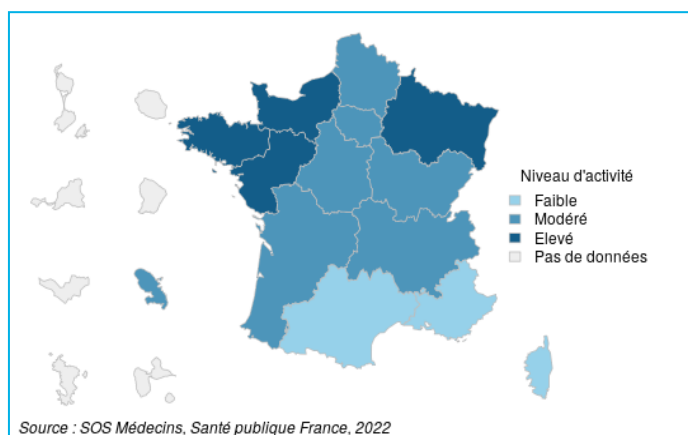 Niveau d'activité
Faible
Modéré
Elevé
Pas de données
Source : SOS Médecins, Santé publique France, 2022